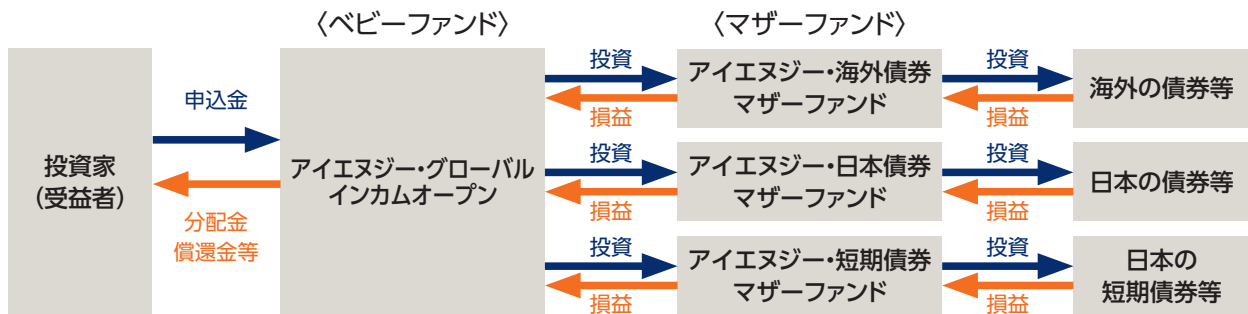 〈ベビーファンド〉
〈マザーファンド〉
投資家
(受益者)
申込金
分配金
償還金等
アイエヌジー・グローバル
インカムオープン
投資
損益
アイエヌジー・海外債券
マザーファンド
投資
損益
海外の債券等
投資
損益
アイエヌジー・日本債券
マザーファンド
投資
損益
日本の債券等
投資
損益
アイエヌジー・短期債券
マザーファンド
投資
損益
日本の
短期債券等